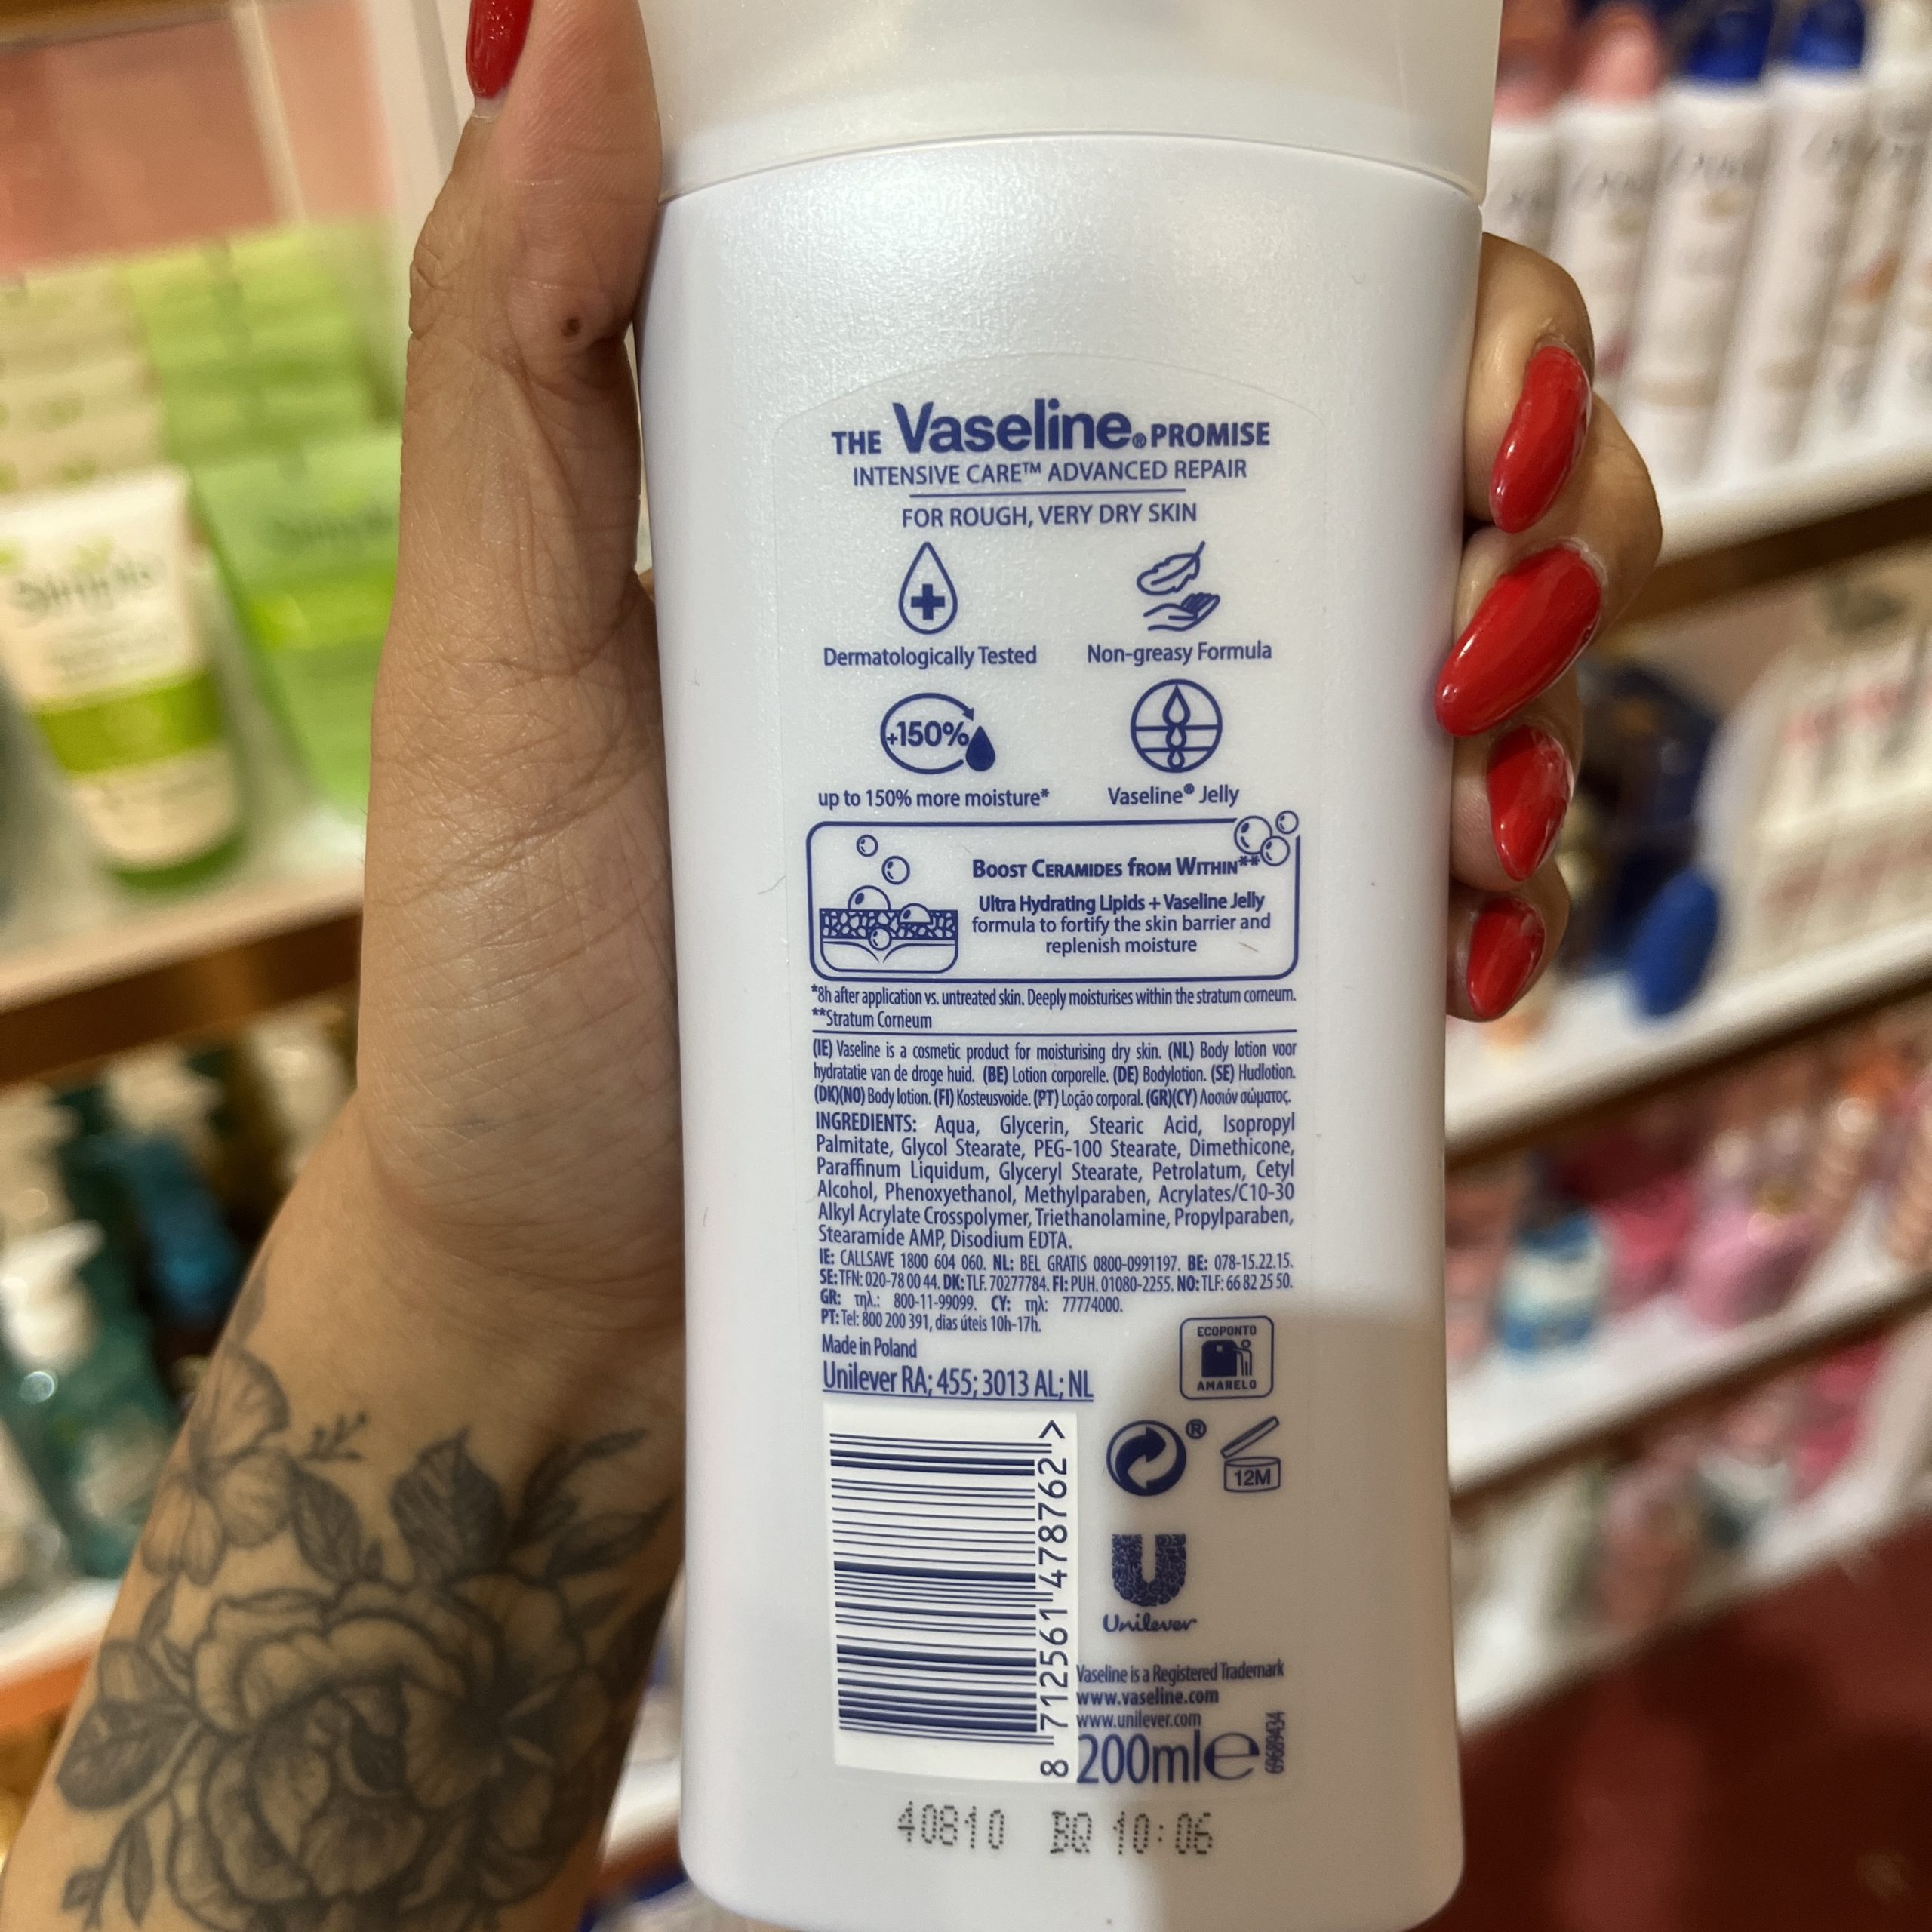 THE Vaseline® PROMISE
INTENSIVE CARE™ ADVANCED REPAIR
FOR ROUGH, VERY DRY SKIN
Dermatologically Tested
Non-greasy Formula
+150%
up to 150% more moisture*
Vaseline® Jelly
BOOST CERAMIDES FROM WITHIN**
Ultra Hydrating Lipids + Vaseline Jelly
formula to fortify the skin barrier and
replenish moisture
*8h after application vs. untreated skin. Deeply moisturises within the stratum corneum.
**Stratum Corneum
(IE) Vaseline is a cosmetic product for moisturising dry skin. (NL) Body lotion voor
hydratatie van de droge huid. (BE) Lotion corporelle. (DE) Bodylotion. (SE) Hudlotion.
(DK)(NO) Body lotion. (FI) Kosteusvoide. (PT) Loção corporal. (GR)(CY) Λοσιόν σώματος.
INGREDIENTS: Aqua, Glycerin, Stearic Acid, Isopropyl
Palmitate, Glycol Stearate, PEG-100 Stearate, Dimethicone,
Paraffinum Liquidum, Glyceryl Stearate, Petrolatum, Cetyl
Alcohol, Phenoxyethanol, Methylparaben, Acrylates/C10-30
Alkyl Acrylate Crosspolymer, Triethanolamine, Propylparaben,
Stearamide AMP, Disodium EDTA.
IE: CALLSAVE 1800 604 060. NL: BEL GRATIS 0800-0991197. BE: 078-15.22.15.
SE: TFN: 020-78 00 44. DK: TLF. 70277784. FI: PUH. 01080-2255. NO: TLF: 66 82 25 50.
GR: τηλ.: 800-11-99099. CY: τηλ: 77774000.
PT: Tel: 800 200 391, dias úteis 10h-17h.
Made in Poland
Unilever RA; 455; 3013 AL; NL
ECOPONTO
AMARELO
®
12M
8 712561 478762 >
Unilever
Vaseline is a Registered Trademark
www.vaseline.com
www.unilever.com
200ml e
69689434
40810 BQ 10:06
Simple
Dove